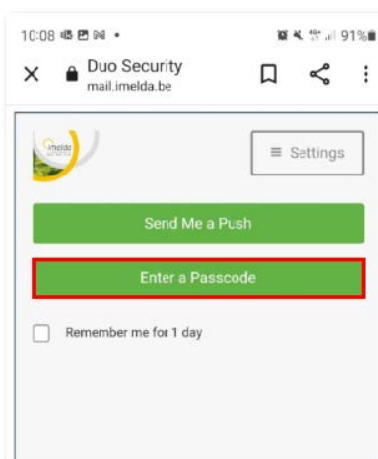 10:08
91%
Duo Security
mail.imelda.be
imelda
≡ Settings
Send Me a Push
Enter a Passcode
Remember me for 1 day